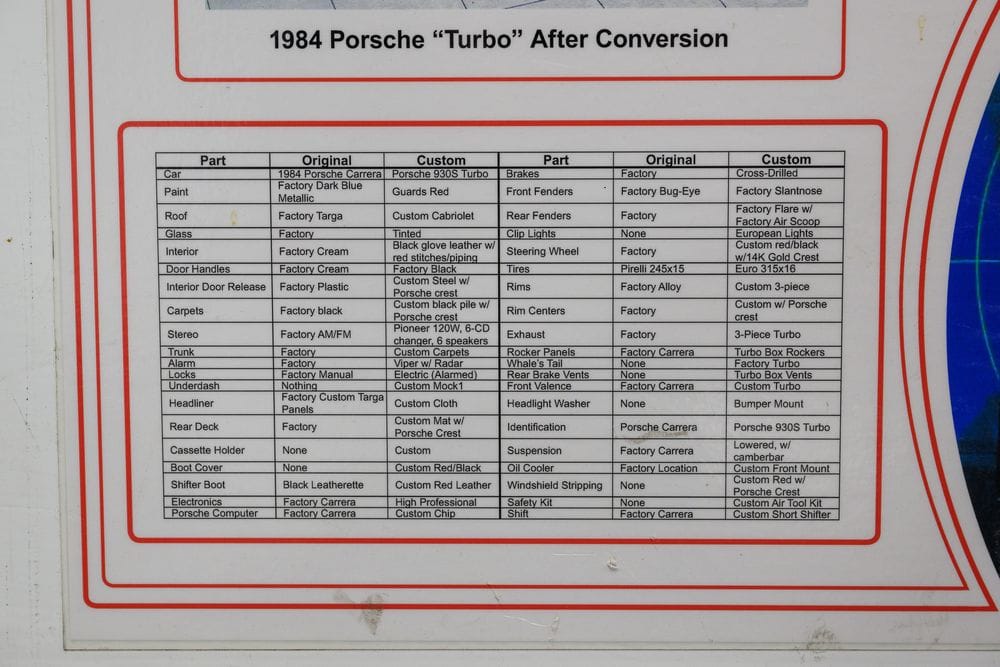 1984 Porsche “Turbo” After Conversion
Part Original Custom Part Original Custom
Car 1984 Porsche Carrera Porsche 930S Turbo Brakes Factory Cross-Drilled
Paint Factory Dark Blue Metallic Guards Red Front Fenders Factory Bug-Eye Factory Slantnose
Roof Factory Targa Custom Cabriolet Rear Fenders Factory Factory Flare w/ Factory Air Scoop
Glass Factory Tinted Clip Lights None European Lights
Interior Factory Cream Black glove leather w/ red stitches/piping Steering Wheel Factory Custom red/black w/14K Gold Crest
Door Handles Factory Cream Factory Black Tires Pirelli 245x15 Euro 315x16
Interior Door Release Factory Plastic Custom Steel w/ Porsche crest Rims Factory Alloy Custom 3-piece
Carpets Factory black Custom black pile w/ Porsche crest Rim Centers Factory Custom w/ Porsche crest
Stereo Factory AM/FM Pioneer 120W, 6-CD changer, 6 speakers Exhaust Factory 3-Piece Turbo
Trunk Factory Custom Carpets Rocker Panels Factory Carrera Turbo Box Rockers
Alarm Factory Viper w/ Radar Whale's Tail None Factory Turbo
Locks Factory Manual Electric (Alarmed) Rear Brake Vents None Turbo Box Vents
Underdash Nothing Custom Mock1 Front Valence Factory Carrera Custom Turbo
Headliner Factory Custom Targa Panels Custom Cloth Headlight Washer None Bumper Mount
Rear Deck Factory Custom Mat w/ Porsche Crest Identification Porsche Carrera Porsche 930S Turbo
Cassette Holder None Custom Suspension Factory Carrera Lowered, w/ camberbar
Boot Cover None Custom Red/Black Oil Cooler Factory Location Custom Front Mount
Shifter Boot Black Leatherette Custom Red Leather Windshield Stripping None Custom Red w/ Porsche Crest
Electronics Factory Carrera High Professional Safety Kit None Custom Air Tool Kit
Porsche Computer Factory Carrera Custom Chip Shift Factory Carrera Custom Short Shifter